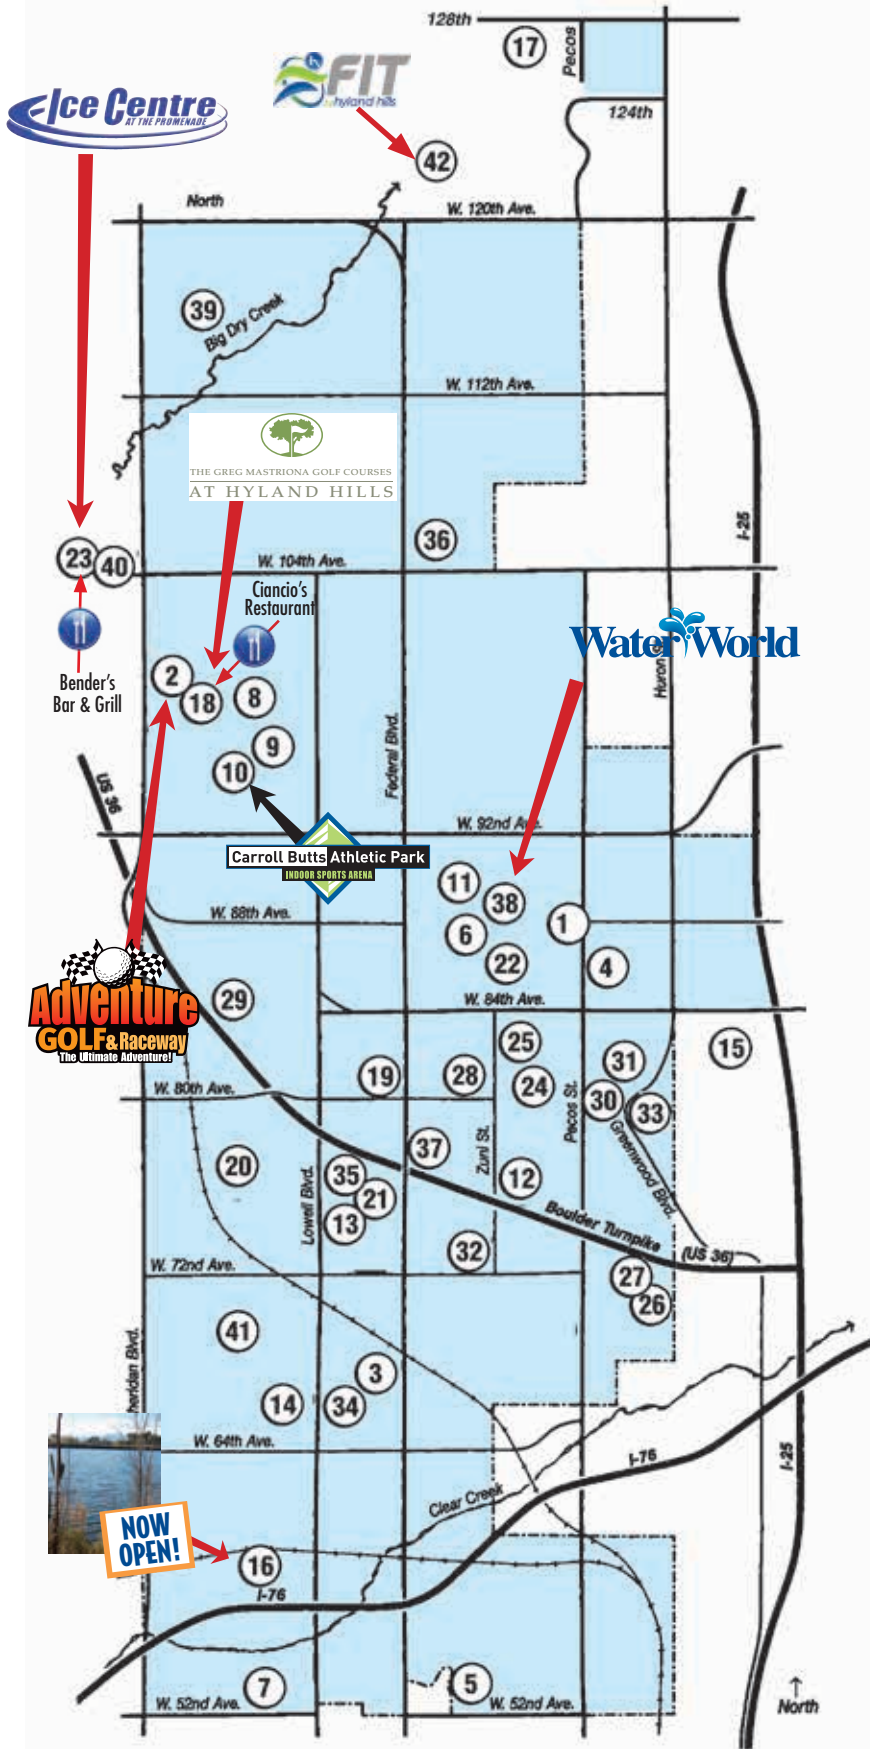 128th
17
Pecos
FIT
@hyland hills
124th
Ice Centre
AT THE PROMENADE
42
North
W. 120th Ave.
39
Big Dry Creek
W. 112th Ave.
THE GREG MASTRIONA GOLF COURSES
AT HYLAND HILLS
I-25
36
23
40
W. 104th Ave.
Ciancio's
Restaurant
Water World
Huron
Bender's
Bar & Grill
2
18
8
9
10
Federal Blvd.
US 36
W. 92nd Ave.
Carroll Butts Athletic Park
INDOOR SPORTS ARENA
11
38
1
W. 88th Ave.
6
22
4
Adventure
GOLF & Raceway
The Ultimate Adventure!
29
W. 84th Ave.
25
31
15
19
28
24
30
33
W. 80th Ave.
Pecos St.
Zuni St.
Greenwood Blvd.
37
20
35
21
13
12
Lowell Blvd.
Boulder Turnpike
(US 36)
32
W. 72nd Ave.
27
26
41
3
14
34
heridan Blvd.
W. 64th Ave.
I-76
I-25
Clear Creek
NOW
OPEN!
16
I-76
7
5
W. 52nd Ave.
W. 52nd Ave.
North